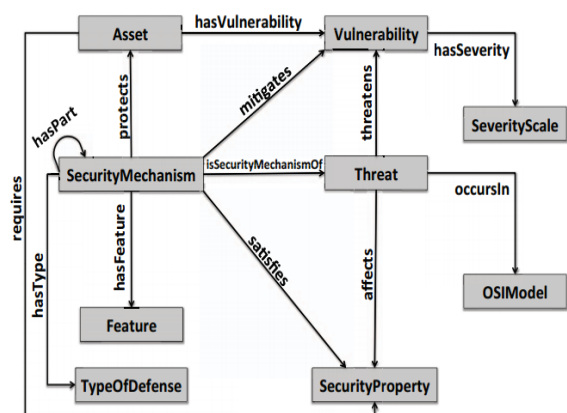 Asset
hasVulnerability
Vulnerability
hasSeverity
SeverityScale
protects
mitigates
threatens
hasPart
SecurityMechanism
isSecurityMechanismOf
Threat
occursIn
OSIModel
requires
hasType
hasFeature
satisfies
affects
Feature
TypeOfDefense
SecurityProperty